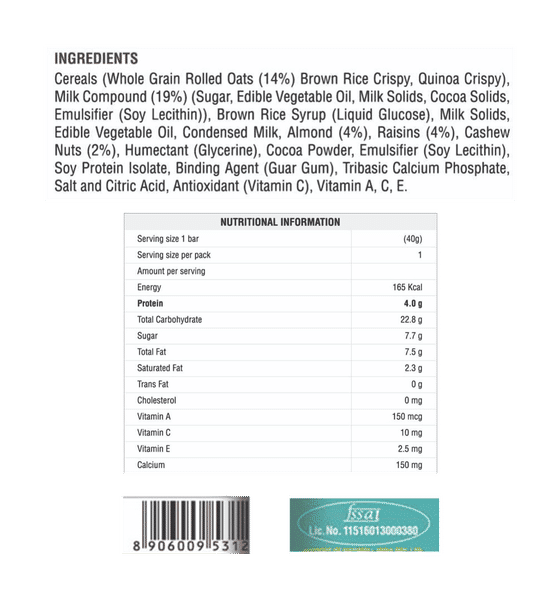 INGREDIENTS
Cereals (Whole Grain Rolled Oats (14%) Brown Rice Crispy, Quinoa Crispy),
Milk Compound (19%) (Sugar, Edible Vegetable Oil, Milk Solids, Cocoa Solids,
Emulsifier (Soy Lecithin)), Brown Rice Syrup (Liquid Glucose), Milk Solids,
Edible Vegetable Oil, Condensed Milk, Almond (4%), Raisins (4%), Cashew
Nuts (2%), Humectant (Glycerine), Cocoa Powder, Emulsifier (Soy Lecithin),
Soy Protein Isolate, Binding Agent (Guar Gum), Tribasic Calcium Phosphate,
Salt and Citric Acid, Antioxidant (Vitamin C), Vitamin A, C, E.
NUTRITIONAL INFORMATION
Serving size 1 bar (40g)
Serving size per pack 1
Amount per serving
Energy 165 Kcal
Protein 4.0 g
Total Carbohydrate 22.8 g
Sugar 7.7 g
Total Fat 7.5 g
Saturated Fat 2.3 g
Trans Fat 0 g
Cholesterol 0 mg
Vitamin A 150 mcg
Vitamin C 10 mg
Vitamin E 2.5 mg
Calcium 150 mg
8 906009 5312
fssai
Lic. No. 11516013000380